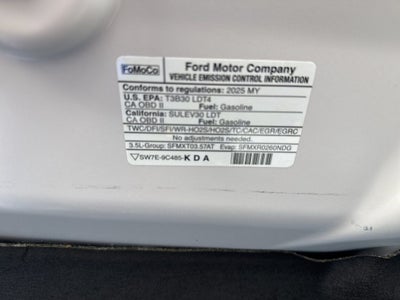 FoMoCo
Ford Motor Company
VEHICLE EMISSION CONTROL INFORMATION
Conforms to regulations: 2025 MY
U.S. EPA: T3B30 LDT4
CA OBD II Fuel: Gasoline
California: SULEV30 LDT
CA OBD II Fuel: Gasoline
TWC/DFI/SFI/WR-HO2S/HO2S/TC/CAC/EGR/EGRC
No adjustments needed.
3.5L-Group: SFMXT03.57AT Evap: SFMXR0260NDG
SW7E-9C485-KDA